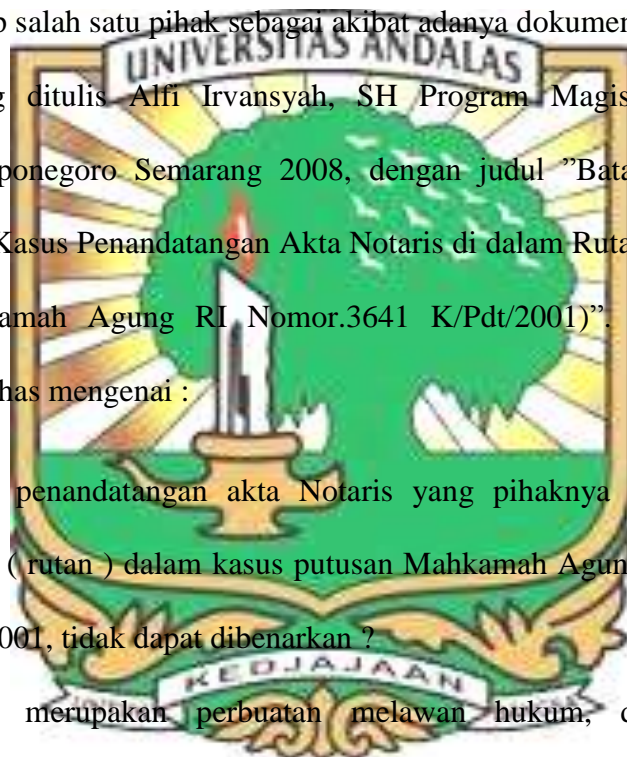 salah satu pihak sebagai akibat adanya dokumen
UNIVERSITAS ANDALAS
ditulis Alfi Irvansyah, SH Program Magis
ponegoro Semarang 2008, dengan judul ”Bata
Kasus Penandatangan Akta Notaris di dalam Ruta
amah Agung RI Nomor.3641 K/Pdt/2001)”.
has mengenai :
penandatangan akta Notaris yang pihaknya
( rutan ) dalam kasus putusan Mahkamah Agun
001, tidak dapat dibenarkan ?
KEDJAJAAN
merupakan perbuatan melawan hukum, d